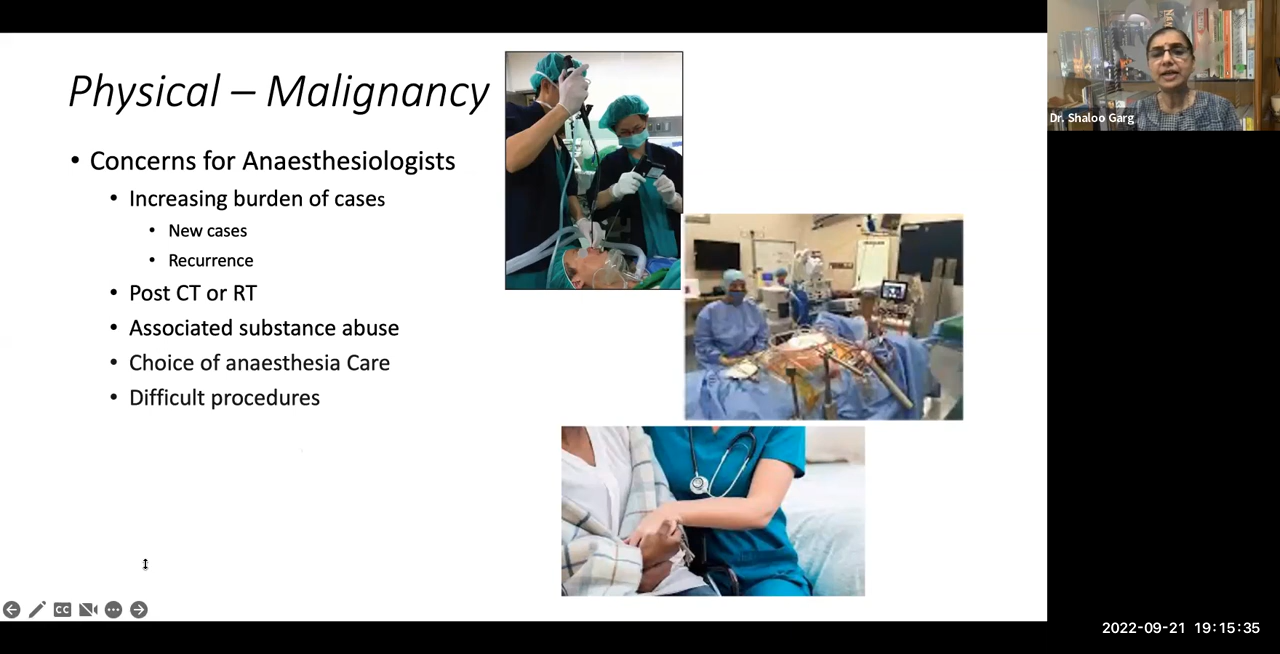 Physical – Malignancy
• Concerns for Anaesthesiologists
• Increasing burden of cases
• New cases
• Recurrence
• Post CT or RT
• Associated substance abuse
• Choice of anaesthesia Care
• Difficult procedures
Dr. Shaloo Garg
CC
2022-09-21 19:15:35